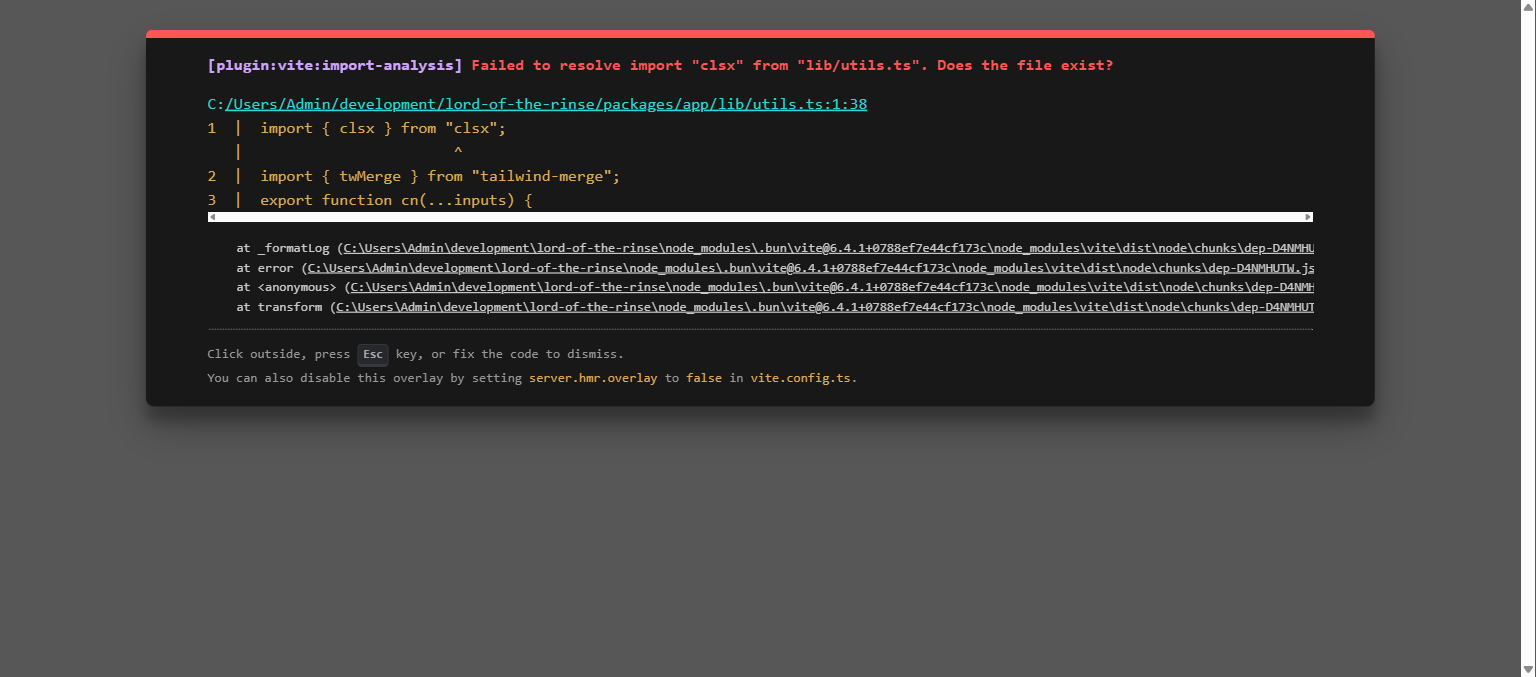 [plugin:vite:import-analysis] Failed to resolve import "clsx" from "lib/utils.ts". Does the file exist?
C:/Users/Admin/development/lord-of-the-rinse/packages/app/lib/utils.ts:1:38
1  |  import { clsx } from "clsx";
   |                        ^
2  |  import { twMerge } from "tailwind-merge";
3  |  export function cn(...inputs) {
at _formatLog (C:\Users\Admin\development\lord-of-the-rinse\node_modules\.bun\vite@6.4.1+0788ef7e44cf173c\node_modules\vite\dist\node\chunks\dep-D4NMHU
at error (C:\Users\Admin\development\lord-of-the-rinse\node_modules\.bun\vite@6.4.1+0788ef7e44cf173c\node_modules\vite\dist\node\chunks\dep-D4NMHUTW.js
at <anonymous> (C:\Users\Admin\development\lord-of-the-rinse\node_modules\.bun\vite@6.4.1+0788ef7e44cf173c\node_modules\vite\dist\node\chunks\dep-D4NMH
at transform (C:\Users\Admin\development\lord-of-the-rinse\node_modules\.bun\vite@6.4.1+0788ef7e44cf173c\node_modules\vite\dist\node\chunks\dep-D4NMHUT
Click outside, press Esc key, or fix the code to dismiss.
You can also disable this overlay by setting server.hmr.overlay to false in vite.config.ts.